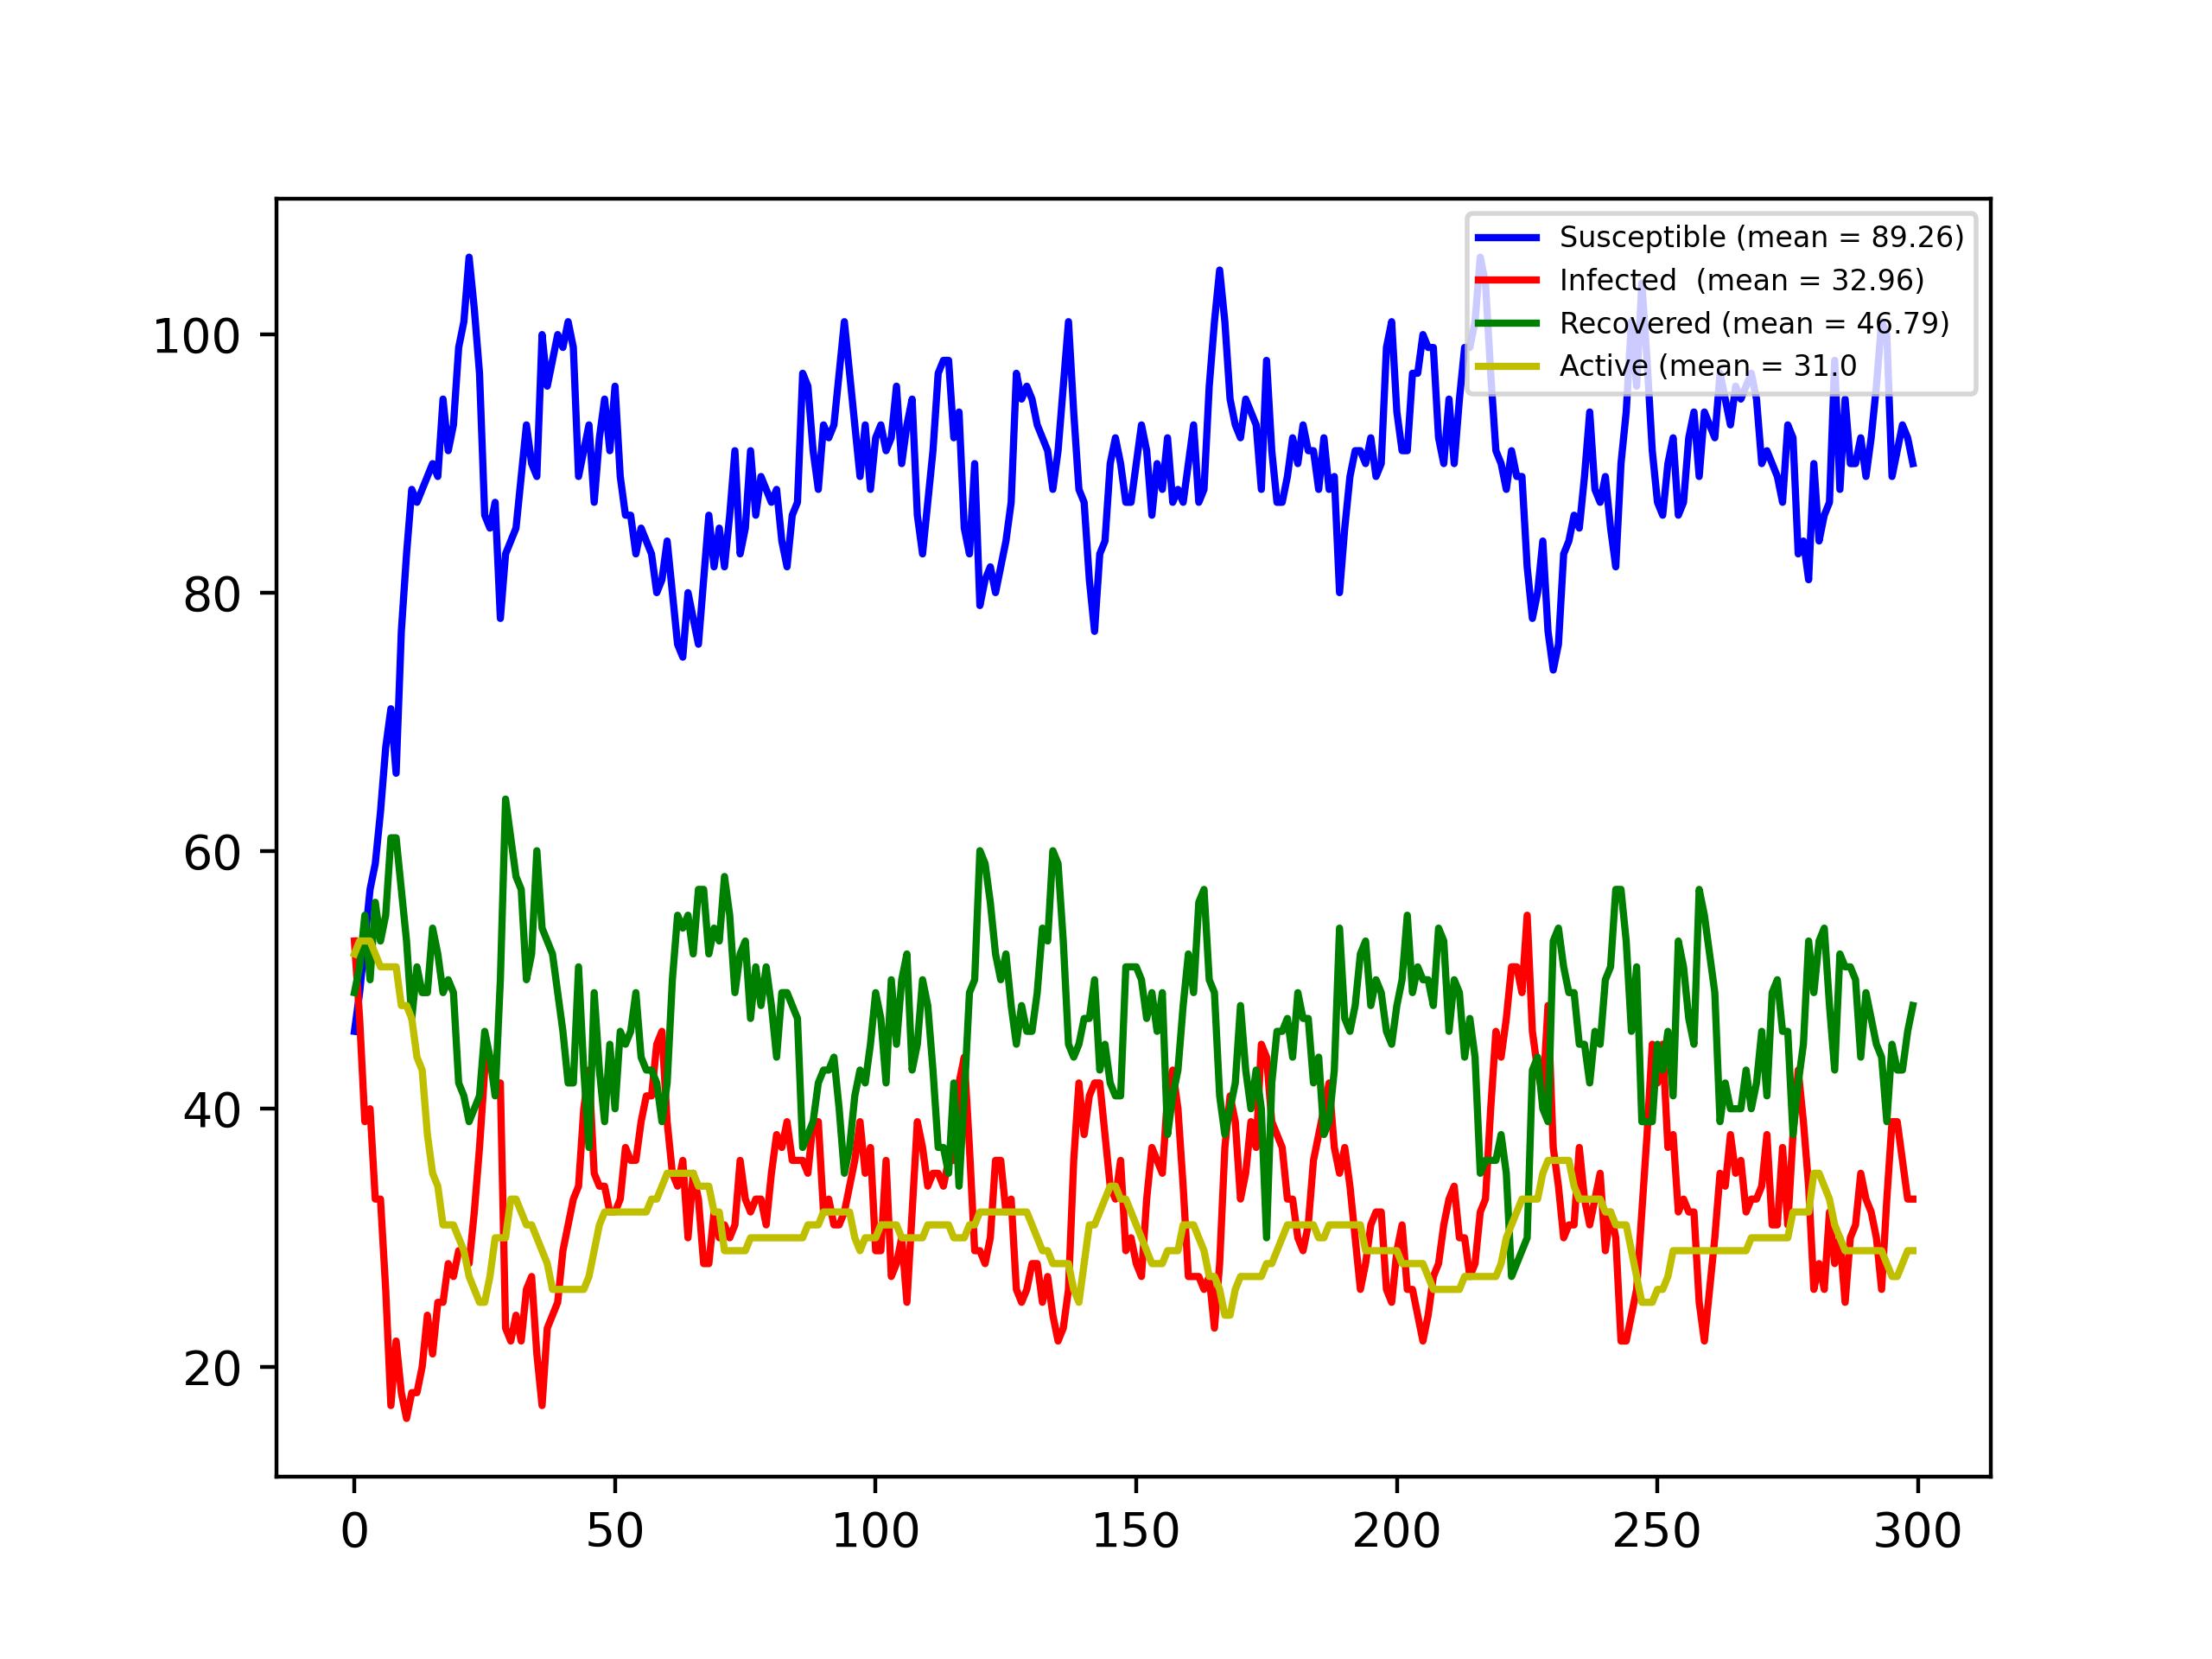 Susceptible (mean = 89.26)
Infected  (mean = 32.96)
Recovered (mean = 46.79)
Active (mean = 31.0
100
80
60
40
20
0 50 100 150 200 250 300